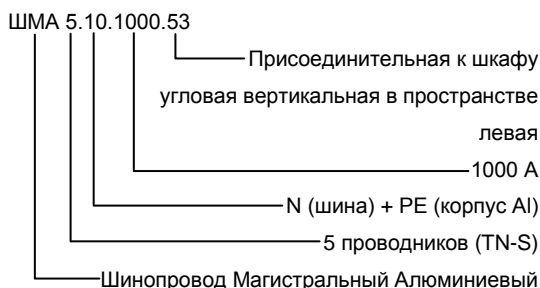 ШМА 5.10.1000.53
Присоединительная к шкафу
угловая вертикальная в пространстве
левая
1000 А
N (шина) + PE (корпус Al)
5 проводников (TN-S)
Шинопровод Магистральный Алюминиевый